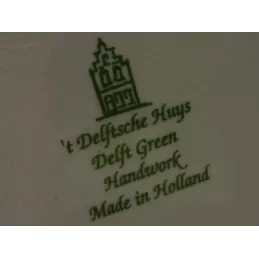 't Delftsche Huys
Delft Green
Handwork
Made in Holland